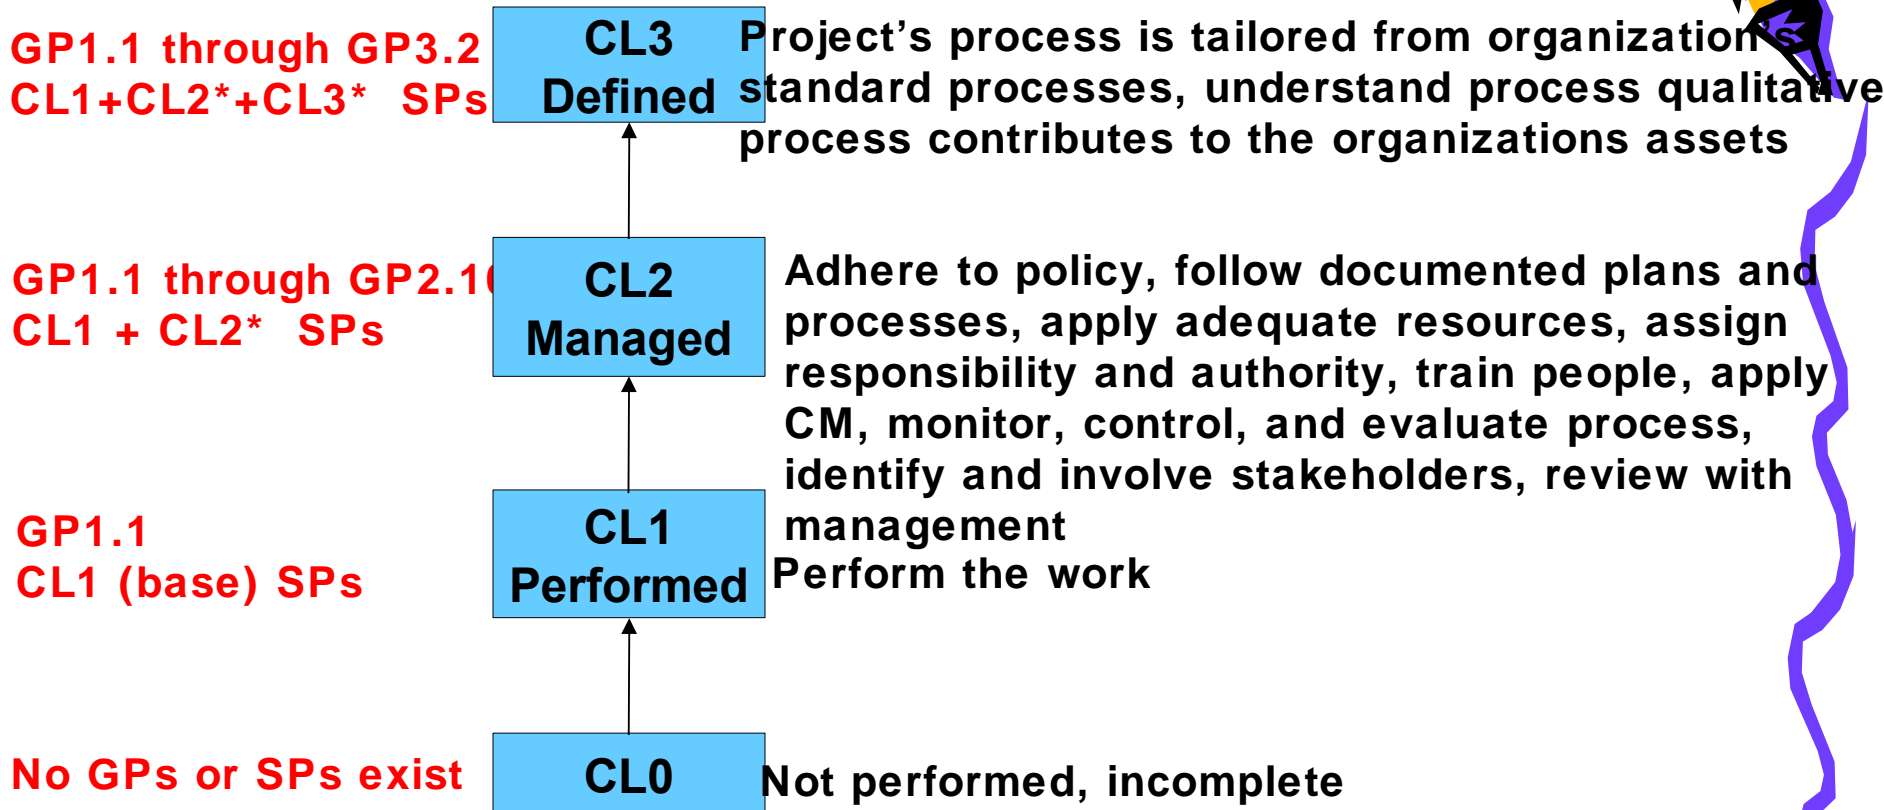 GP1.1 through GP3.2
CL1+CL2*+CL3*  SPs
CL3
Defined
Project’s process is tailored from organization’s
standard processes, understand process qualitative
process contributes to the organizations assets
GP1.1 through GP2.10
CL1 + CL2*  SPs
CL2
Managed
Adhere to policy, follow documented plans and
processes, apply adequate resources, assign
responsibility and authority, train people, apply
CM, monitor, control, and evaluate process,
identify and involve stakeholders, review with
management
GP1.1
CL1 (base) SPs
CL1
Performed
Perform the work
No GPs or SPs exist
CL0
Not performed, incomplete